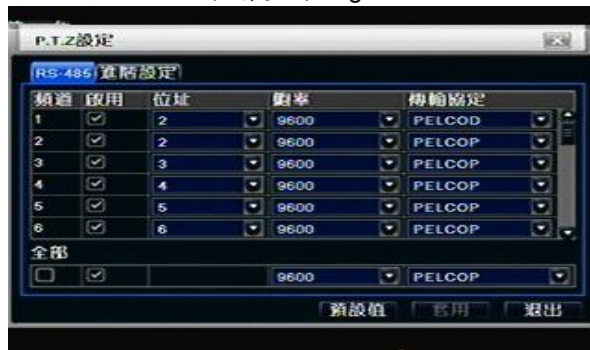 P.T.Z設定
RS-485 進階設定
頻道 啟用 位址 鮑率 傳輸協定
1 2 9600 PELCOD
2 2 9600 PELCOP
3 3 9600 PELCOP
4 4 9600 PELCOP
5 5 9600 PELCOP
6 6 9600 PELCOP
全部
9600 PELCOP
預設值 套用 退出